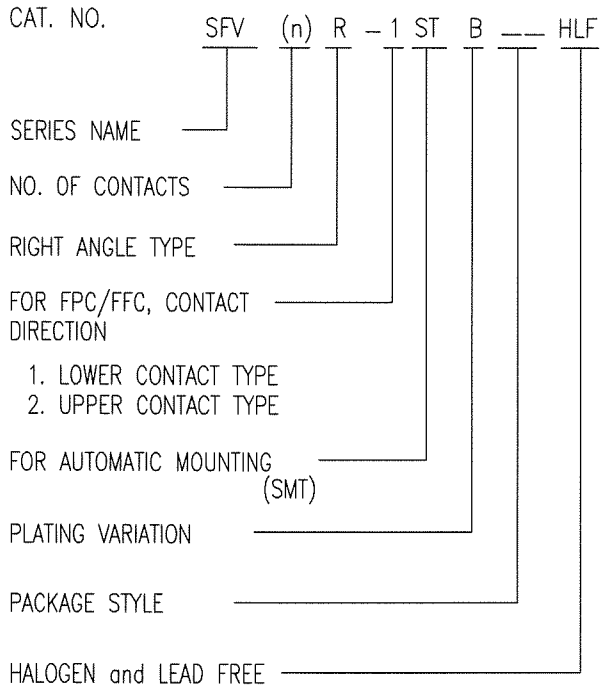 CAT. NO. SFV (n) R - 1 ST B _ _ HLF
SERIES NAME
NO. OF CONTACTS
RIGHT ANGLE TYPE
FOR FPC/FFC, CONTACT
DIRECTION
1. LOWER CONTACT TYPE
2. UPPER CONTACT TYPE
FOR AUTOMATIC MOUNTING
(SMT)
PLATING VARIATION
PACKAGE STYLE
HALOGEN and LEAD FREE